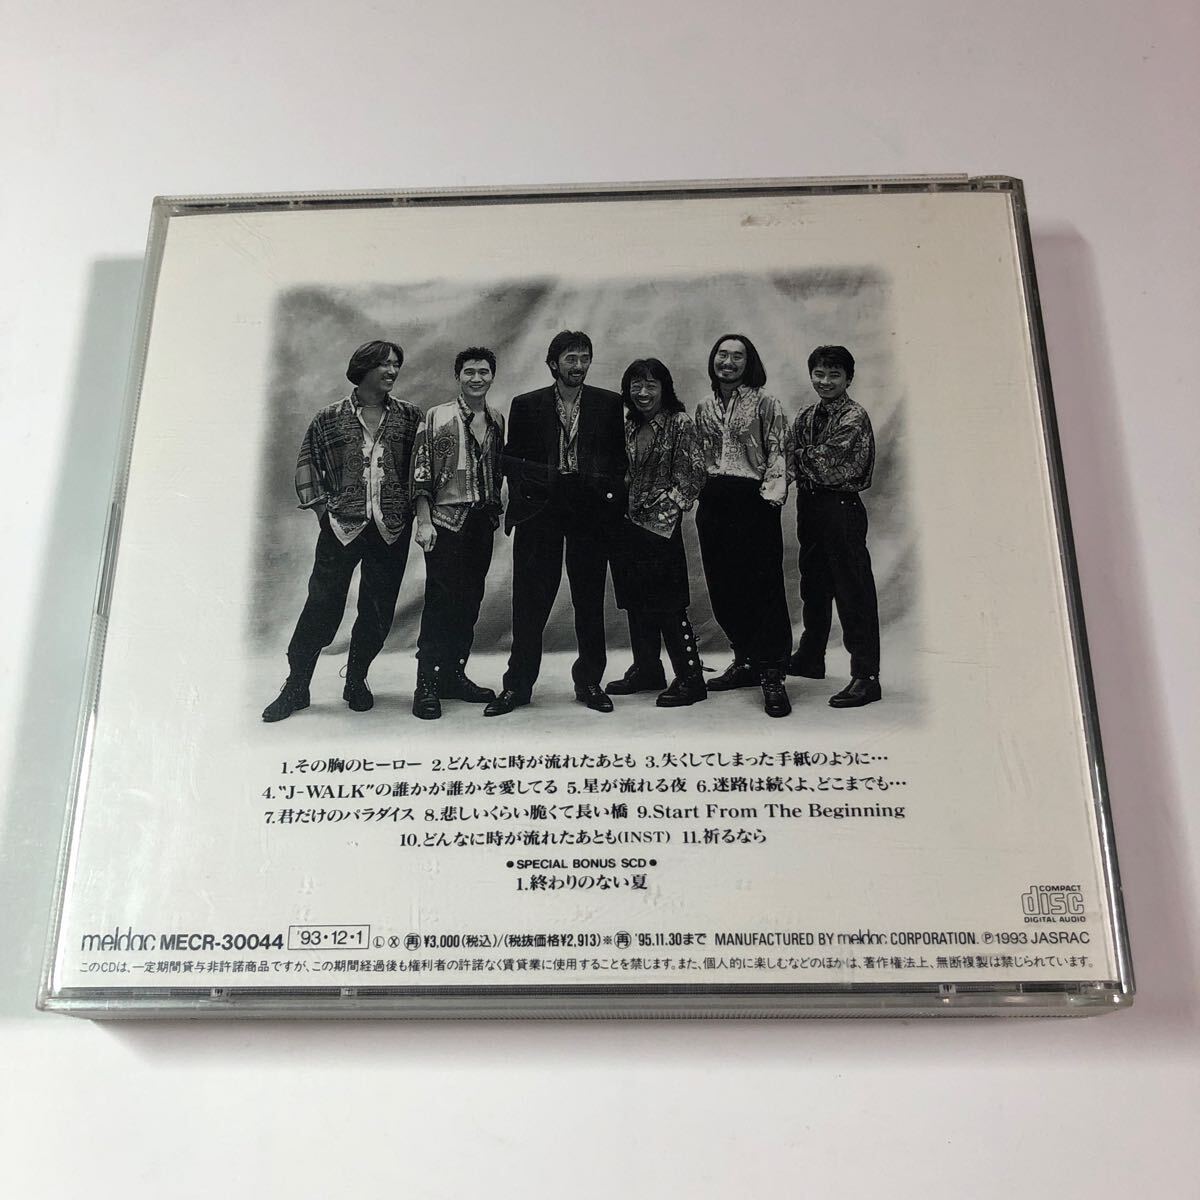 1.その胸のヒーロー 2.どんなに時が流れたあとも 3.失くしてしまった手紙のように…
4."J-WALK"の誰かが誰かを愛してる 5.星が流れる夜 6.迷路は続くよ、どこまでも…
7.君だけのパラダイス 8.悲しいくらい脆くて長い橋 9.Start From The Beginning
10.どんなに時が流れたあとも(INST) 11.祈るなら
●SPECIAL BONUS SCD●
1.終わりのない夏
COMPACT
disc
DIGITAL AUDIO
meldac MECR-30044 '93・12・1 Ⓛ Ⓧ ㊢¥3,000(税込)/(税抜価格¥2,913)※ '95.11.30まで MANUFACTURED BY meldac CORPORATION. ℗1993 JASRAC
このCDは、一定期間貸与非許諾商品ですが、この期間経過後も権利者の許諾なく賃貸業に使用することを禁じます。また、個人的に楽しむなどのほかは、著作権法上、無断複製は禁じられています。